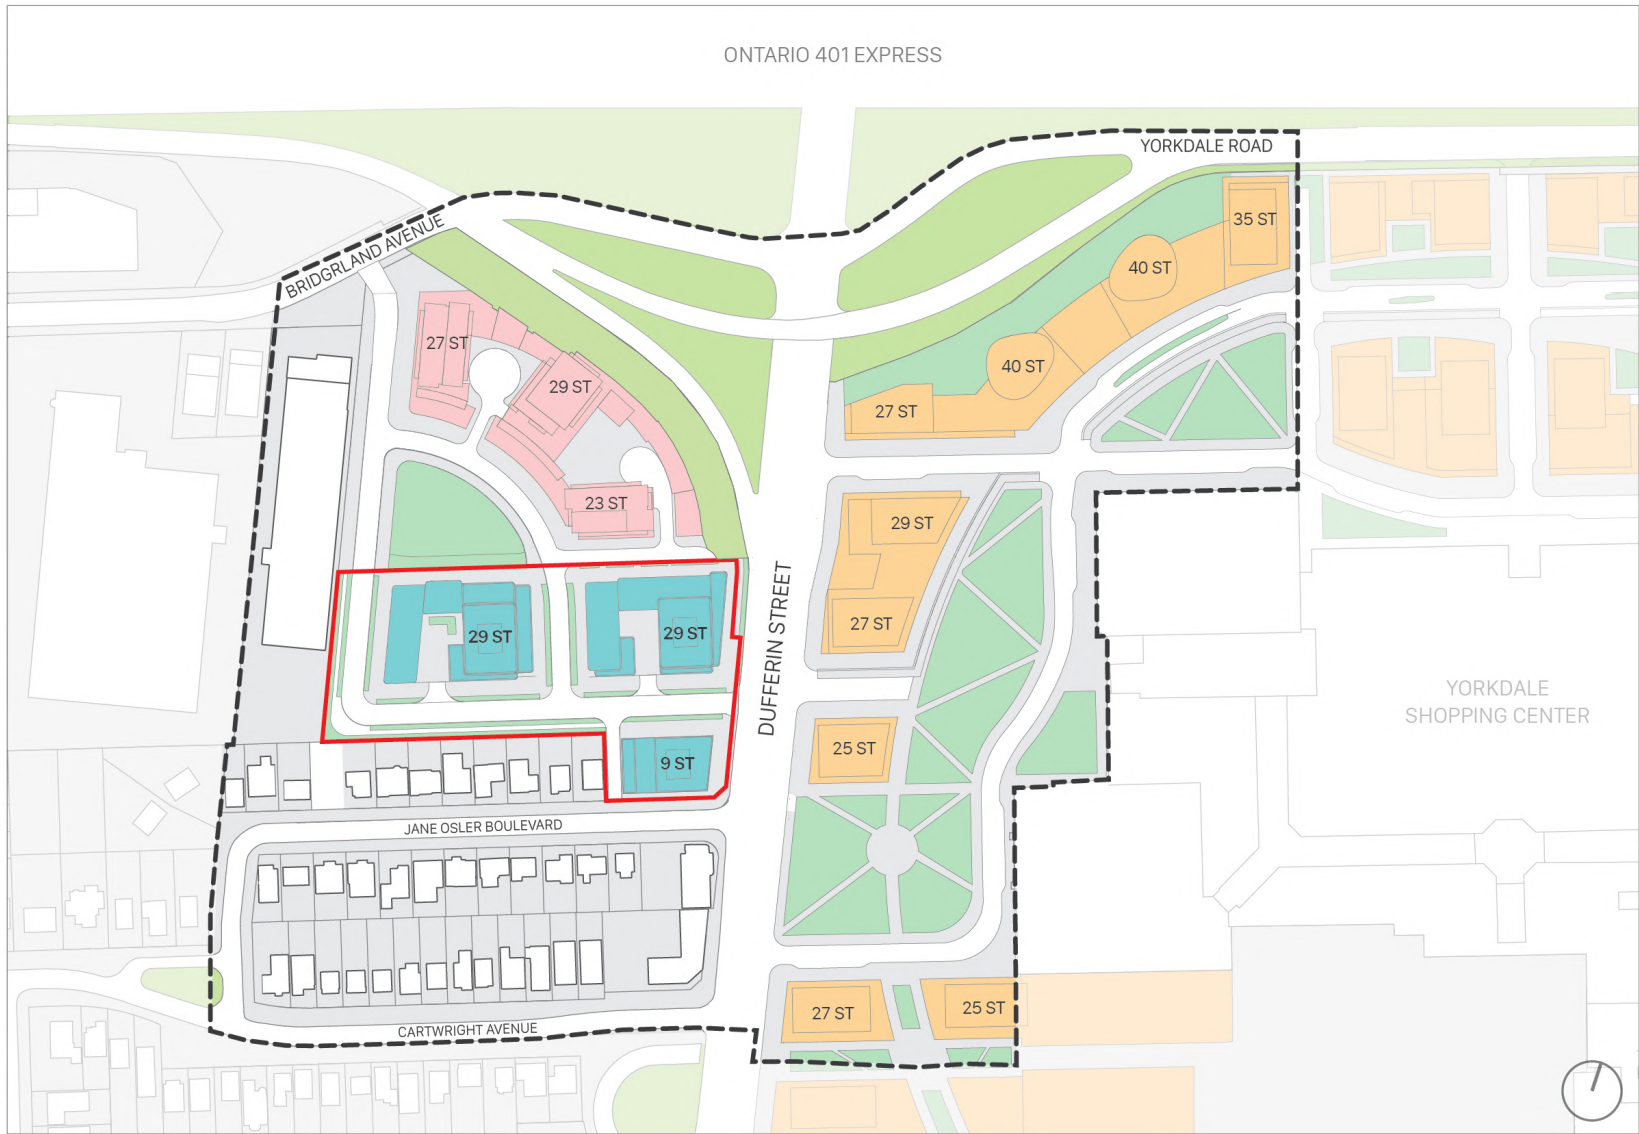 ONTARIO 401 EXPRESS
YORKDALE ROAD
BRIDGRLAND AVENUE
35 ST
40 ST
40 ST
27 ST
27 ST
29 ST
23 ST
29 ST
27 ST
29 ST
29 ST
9 ST
DUFFERIN STREET
25 ST
YORKDALE
SHOPPING CENTER
JANE OSLER BOULEVARD
27 ST
25 ST
CARTWRIGHT AVENUE